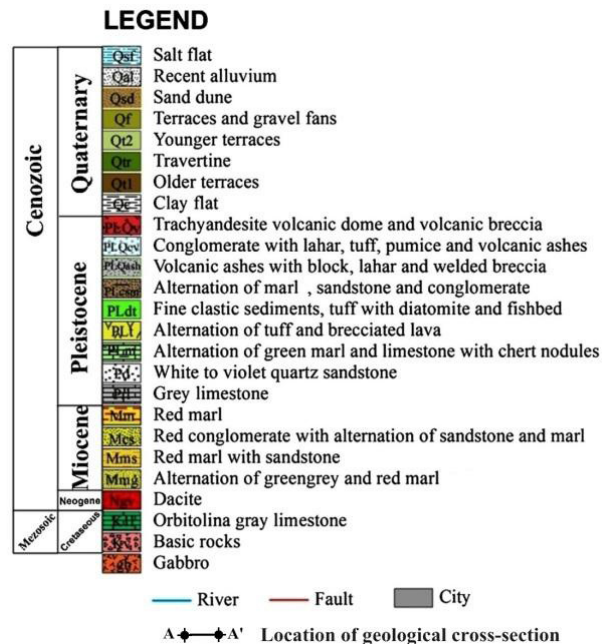 LEGEND
Cenozoic
Quaternary
Qsf Salt flat
Qal Recent alluvium
Qsd Sand dune
Qf Terraces and gravel fans
Qt2 Younger terraces
Qtr Travertine
Qt1 Older terraces
Qc Clay flat
Pleistocene
PLQv Trachyandesite volcanic dome and volcanic breccia
PLQcv Conglomerate with lahar, tuff, pumice and volcanic ashes
PLQash Volcanic ashes with block, lahar and welded breccia
PLcsm Alternation of marl , sandstone and conglomerate
PLdt Fine clastic sediments, tuff with diatomite and fishbed
Alternation of tuff and brecciated lava
Alternation of green marl and limestone with chert nodules
White to violet quartz sandstone
Grey limestone
Miocene
Mm Red marl
Mcs Red conglomerate with alternation of sandstone and marl
Mms Red marl with sandstone
Mmg Alternation of greengrey and red marl
Neogene
Dacite
Mezosoic
Cretaceous
Orbitolina gray limestone
Basic rocks
gb Gabbro
River Fault City
A A' Location of geological cross-section